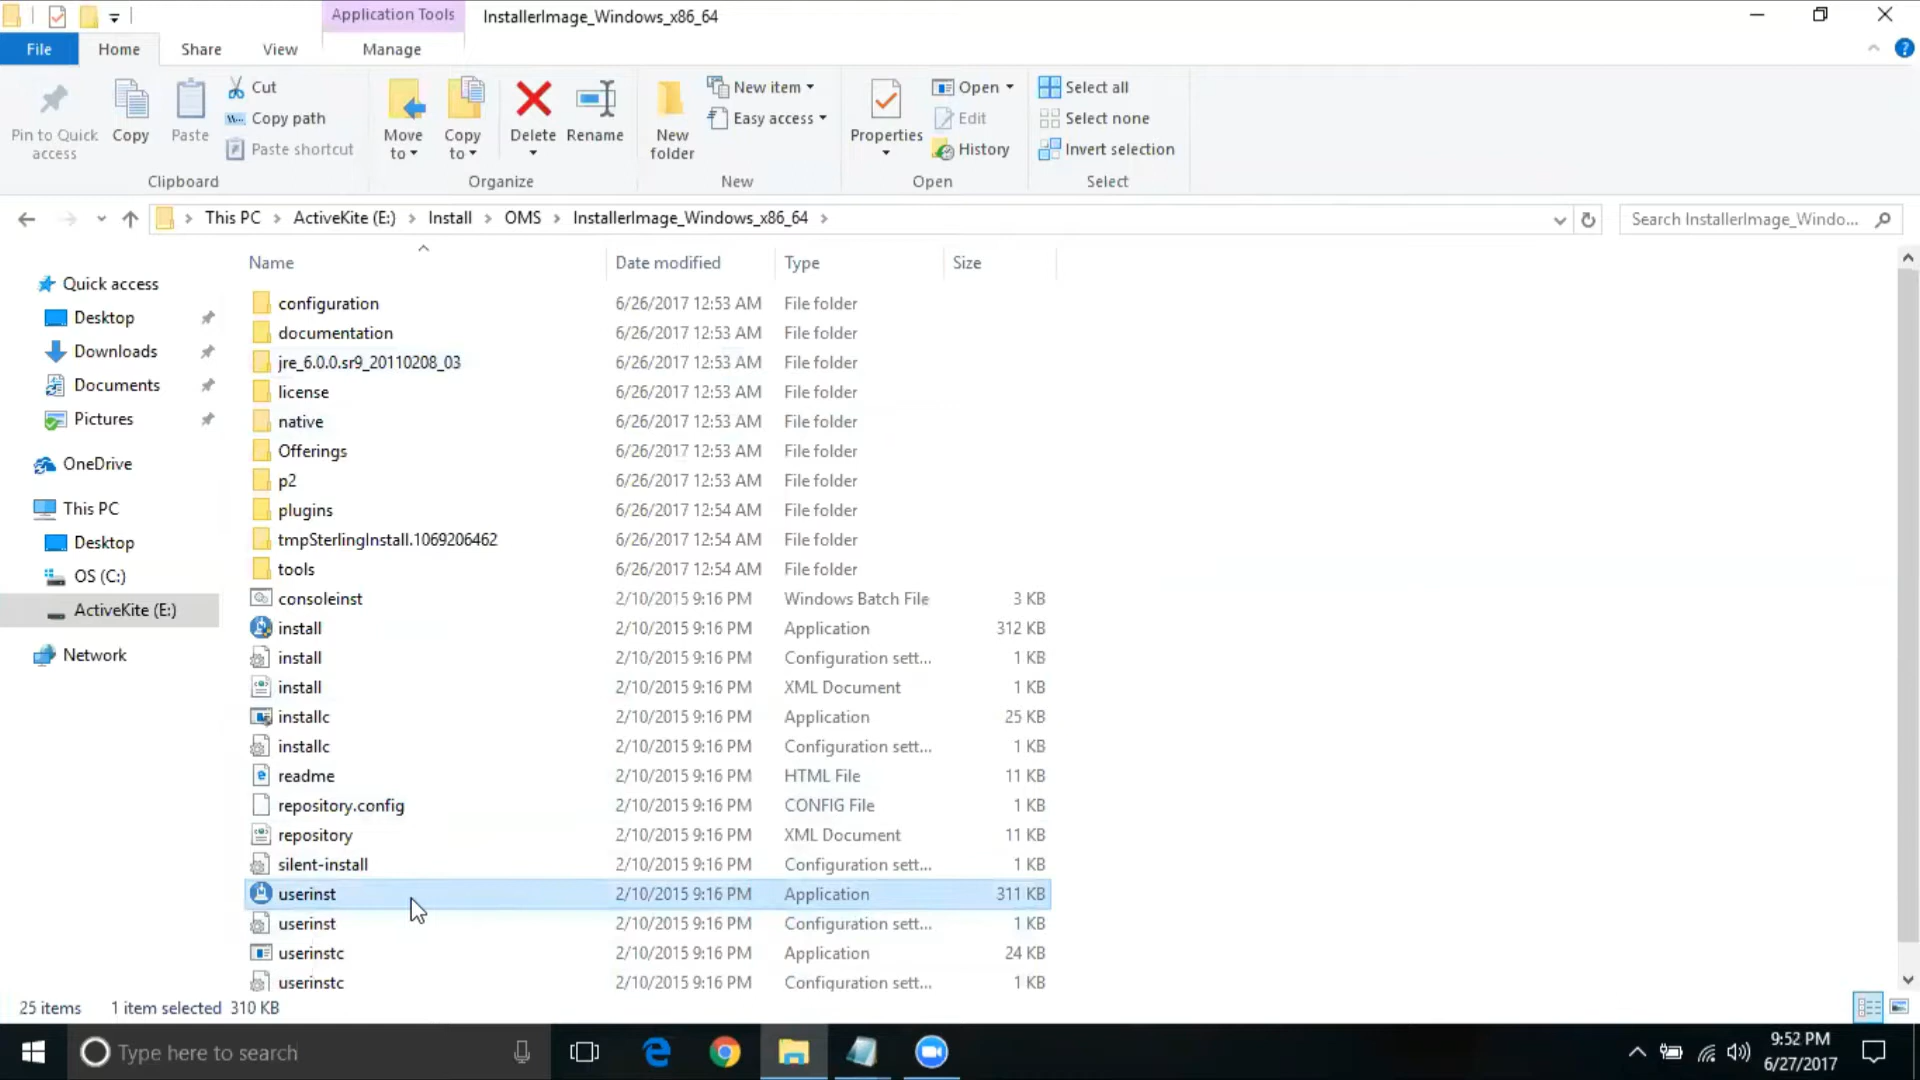 Application Tools
InstallerImage_Windows_x86_64
File
Home
Share
View
Manage
Pin to Quick access
Copy
Paste
Cut
Copy path
Paste shortcut
Clipboard
Move to
Copy to
Delete
Rename
Organize
New folder
New item
Easy access
New
Properties
Open
Edit
History
Open
Select all
Select none
Invert selection
Select
This PC
ActiveKite (E:)
Install
OMS
InstallerImage_Windows_x86_64
Search InstallerImage_Windo...
Quick access
Desktop
Downloads
Documents
Pictures
OneDrive
This PC
Desktop
OS (C:)
ActiveKite (E:)
Network
Name Date modified Type Size
configuration 6/26/2017 12:53 AM File folder
documentation 6/26/2017 12:53 AM File folder
jre_6.0.0.sr9_20110208_03 6/26/2017 12:53 AM File folder
license 6/26/2017 12:53 AM File folder
native 6/26/2017 12:53 AM File folder
Offerings 6/26/2017 12:53 AM File folder
p2 6/26/2017 12:53 AM File folder
plugins 6/26/2017 12:54 AM File folder
tmpSterlingInstall.1069206462 6/26/2017 12:54 AM File folder
tools 6/26/2017 12:54 AM File folder
consoleinst 2/10/2015 9:16 PM Windows Batch File 3 KB
install 2/10/2015 9:16 PM Application 312 KB
install 2/10/2015 9:16 PM Configuration sett... 1 KB
install 2/10/2015 9:16 PM XML Document 1 KB
installc 2/10/2015 9:16 PM Application 25 KB
installc 2/10/2015 9:16 PM Configuration sett... 1 KB
readme 2/10/2015 9:16 PM HTML File 11 KB
repository.config 2/10/2015 9:16 PM CONFIG File 1 KB
repository 2/10/2015 9:16 PM XML Document 11 KB
silent-install 2/10/2015 9:16 PM Configuration sett... 1 KB
userinst 2/10/2015 9:16 PM Application 311 KB
userinst 2/10/2015 9:16 PM Configuration sett... 1 KB
userinstc 2/10/2015 9:16 PM Application 24 KB
userinstc 2/10/2015 9:16 PM Configuration sett... 1 KB
25 items 1 item selected 310 KB
Type here to search
9:52 PM
6/27/2017